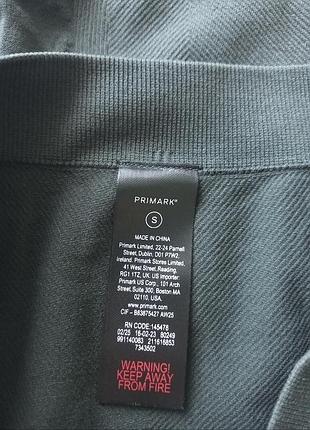 PRIMARK®
S
MADE IN CHINA
Primark Limited, 22-24 Parnell
Street, Dublin, D01 P7W2,
Ireland. Primark Stores Limited,
41 West Street, Reading,
RG1 1TZ, UK. US importer
Primark US Corp., 101 Arch
Street, Suite 300, Boston MA
02110, USA.
www.primark.com
CIF – B63875427 AW25
RN CODE:145478
02/25 16-02-23 80249
991140083 211616853
7343502
WARNING!
KEEP AWAY
FROM FIRE